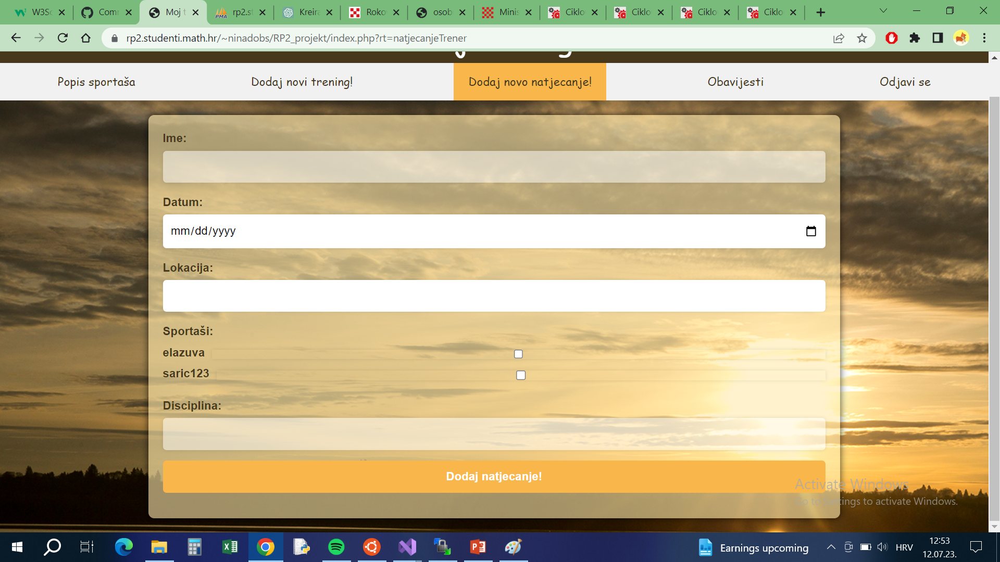 W3Sc
Com
Moj t
rp2.st
Kreira
Roko
osob
Minis
Ciklo
Ciklo
Ciklo
Ciklo
rp2.studenti.math.hr/~ninadobs/RP2_projekt/index.php?rt=natjecanjeTrener
Popis sportaša
Dodaj novi trening!
Dodaj novo natjecanje!
Obavijesti
Odjavi se
Ime:
Datum:
mm/dd/yyyy
Lokacija:
Sportaši:
elazuva
saric123
Disciplina:
Dodaj natjecanje!
Activate Windows
Go to Settings to activate Windows.
Earnings upcoming
HRV
12:53
12.07.23.